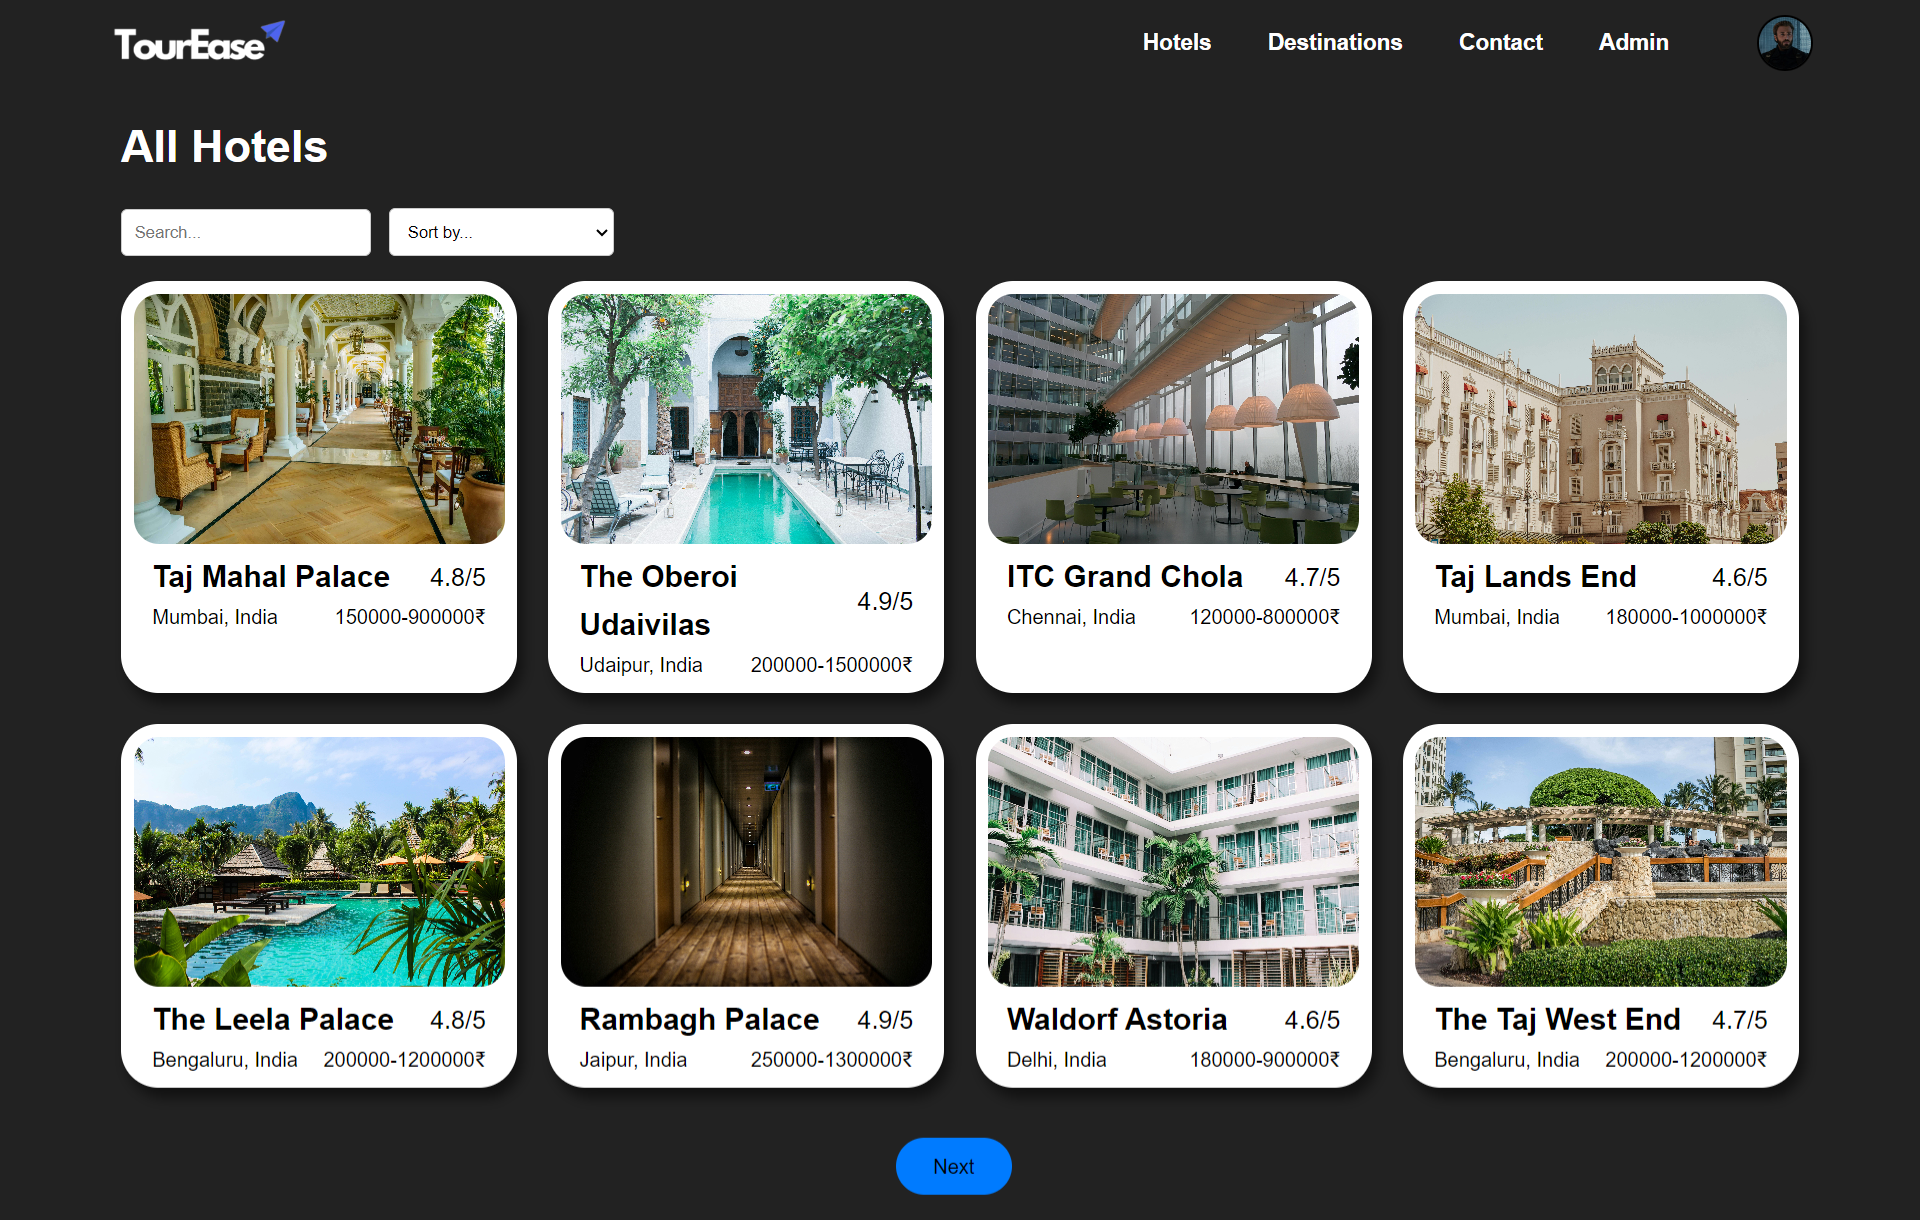 TourEase
Hotels Destinations Contact Admin
All Hotels
Search...
Sort by...
Taj Mahal Palace 4.8/5
Mumbai, India 150000-900000₹
The Oberoi
Udaivilas
4.9/5
Udaipur, India 200000-1500000₹
ITC Grand Chola 4.7/5
Chennai, India 120000-800000₹
Taj Lands End 4.6/5
Mumbai, India 180000-1000000₹
The Leela Palace 4.8/5
Bengaluru, India 200000-1200000₹
Rambagh Palace 4.9/5
Jaipur, India 250000-1300000₹
Waldorf Astoria 4.6/5
Delhi, India 180000-900000₹
The Taj West End 4.7/5
Bengaluru, India 200000-1200000₹
Next